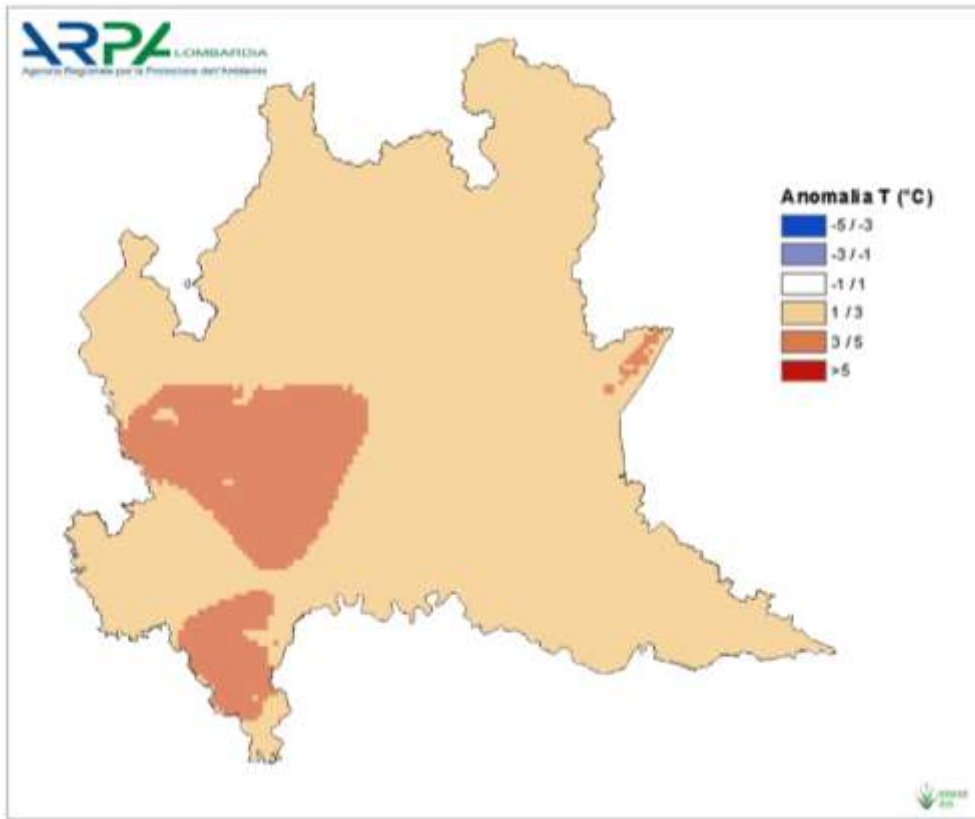 ARPA LOMBARDIA
Agenzia Regionale per la Protezione dell'Ambiente
Anomalia T (°C)
-5 / -3
-3 / -1
-1 / 1
1 / 3
3 / 5
>5